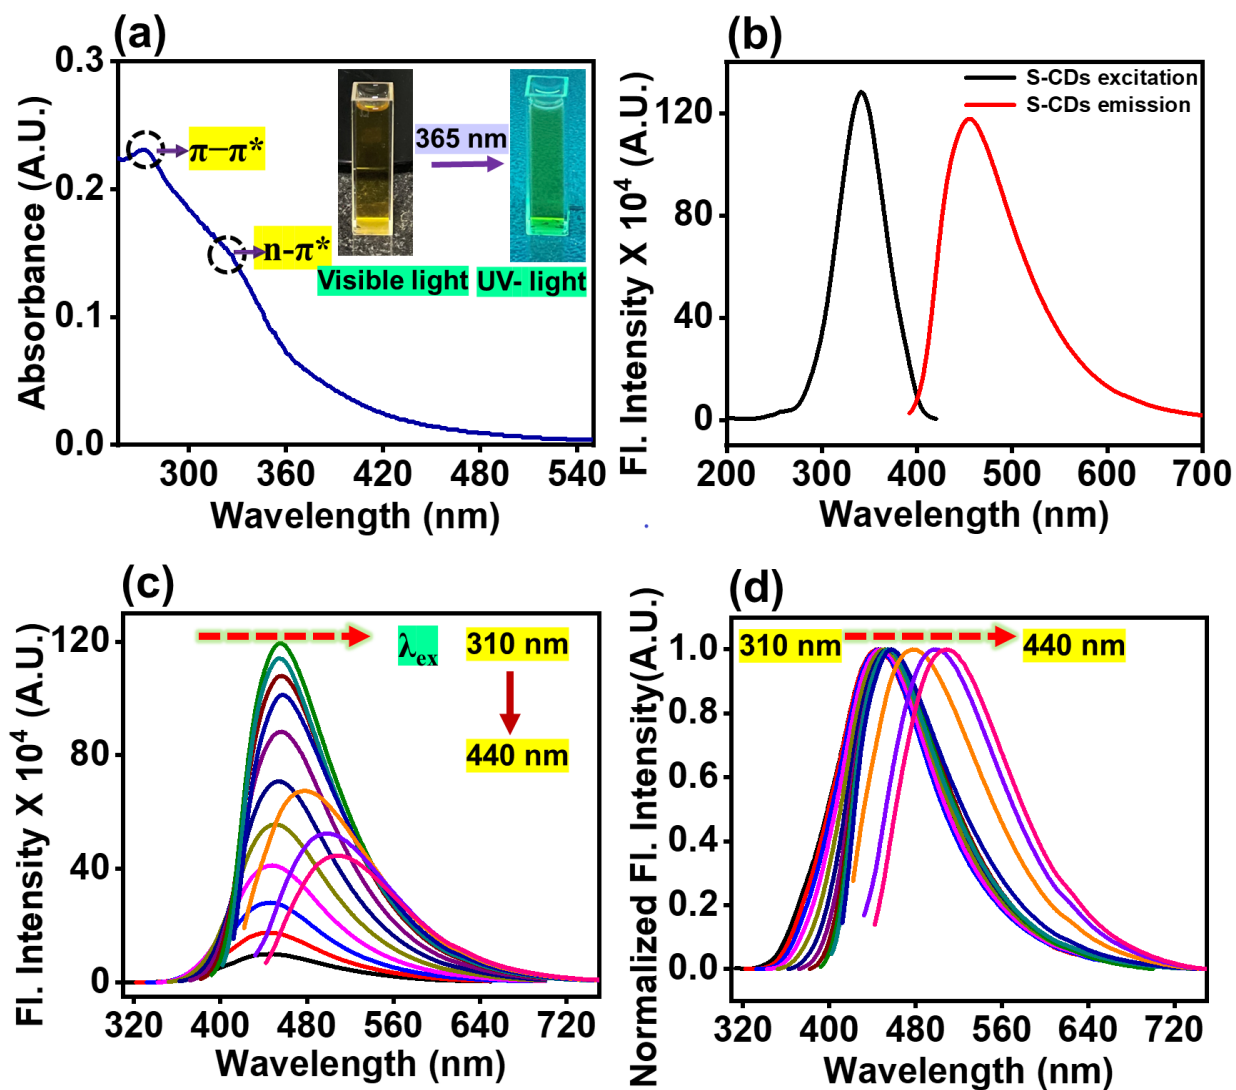 (a)
0.3
0.2
0.1
0.0
Absorbance (A.U.)
π–π*
n-π*
365 nm
Visible light
UV- light
300 360 420 480 540
Wavelength (nm)
(b)
120
80
40
0
Fl. Intensity X 10⁴ (A.U.)
S-CDs excitation
S-CDs emission
200 300 400 500 600 700
Wavelength (nm)
(c)
120
80
40
0
Fl. Intensity X 10⁴ (A.U.)
λex
310 nm
440 nm
320 400 480 560 640 720
Wavelength (nm)
(d)
1.0
0.8
0.6
0.4
0.2
0.0
Normalized Fl. Intensity(A.U.)
310 nm
440 nm
320 400 480 560 640 720
Wavelength (nm)